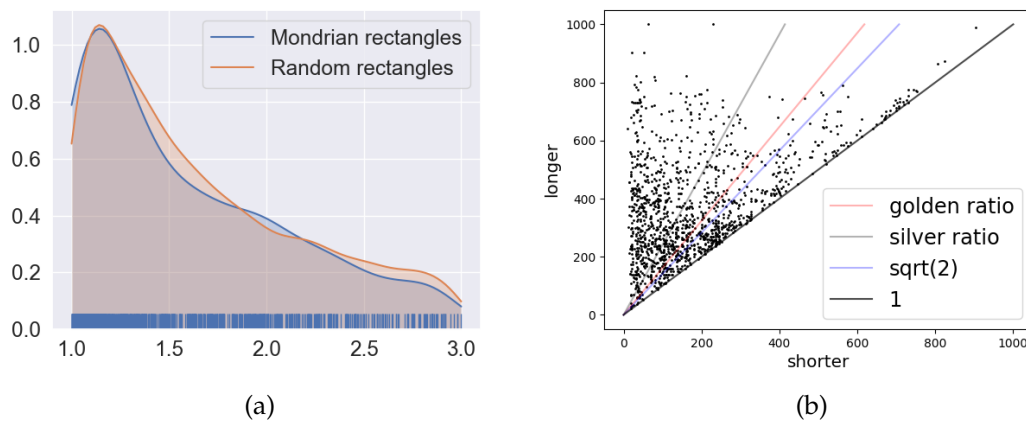 Mondrian rectangles
Random rectangles
1.0
0.8
0.6
0.4
0.2
0.0
1.0
1.5
2.0
2.5
3.0
(a)
1000
800
600
400
200
0
longer
golden ratio
silver ratio
sqrt(2)
1
0
200
400
600
800
1000
shorter
(b)